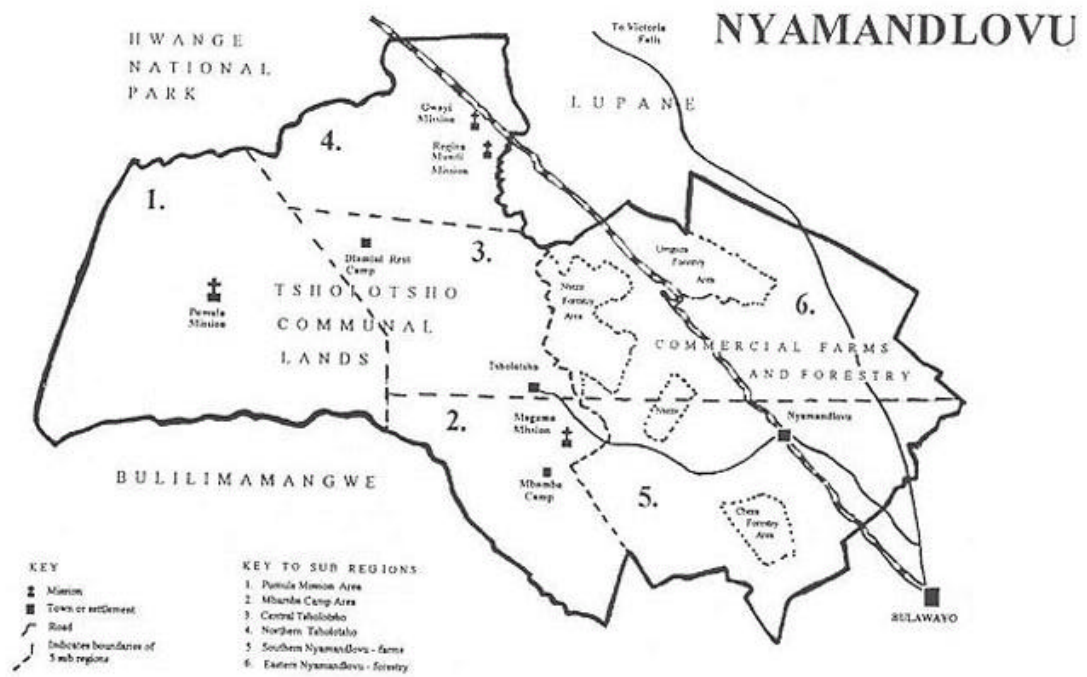 NYAMANDLOVU
To Victoria
Falls
HWANGE
NATIONAL
PARK
LUPANE
Gwayi
Mission
4.
Regina
Mundi
Mission
1.
3.
Umguza
Forestry
Area
Dlamini Rest
Camp
6.
Pumula
Mission
TSHOLOTSHO
COMMUNAL
LANDS
Forestry
Area
COMMERCIAL FARMS
AND FORESTRY
Tsholotsho
2.
Magama
Mission
Nyamandlovu
BULILIMAMANGWE
Mbamba
Camp
5.
Forestry
Area
BULAWAYO
KEY
Mission
Town or settlement
Road
Indicates boundaries of
5 sub regions
KEY TO SUB REGIONS
1. Pumula Mission Area
2. Mbamba Camp Area
3. Central Tsholotsho
4. Northern Tsholotsho
5 Southern Nyamandlovu - farms
6. Eastern Nyamandlovu - forestry